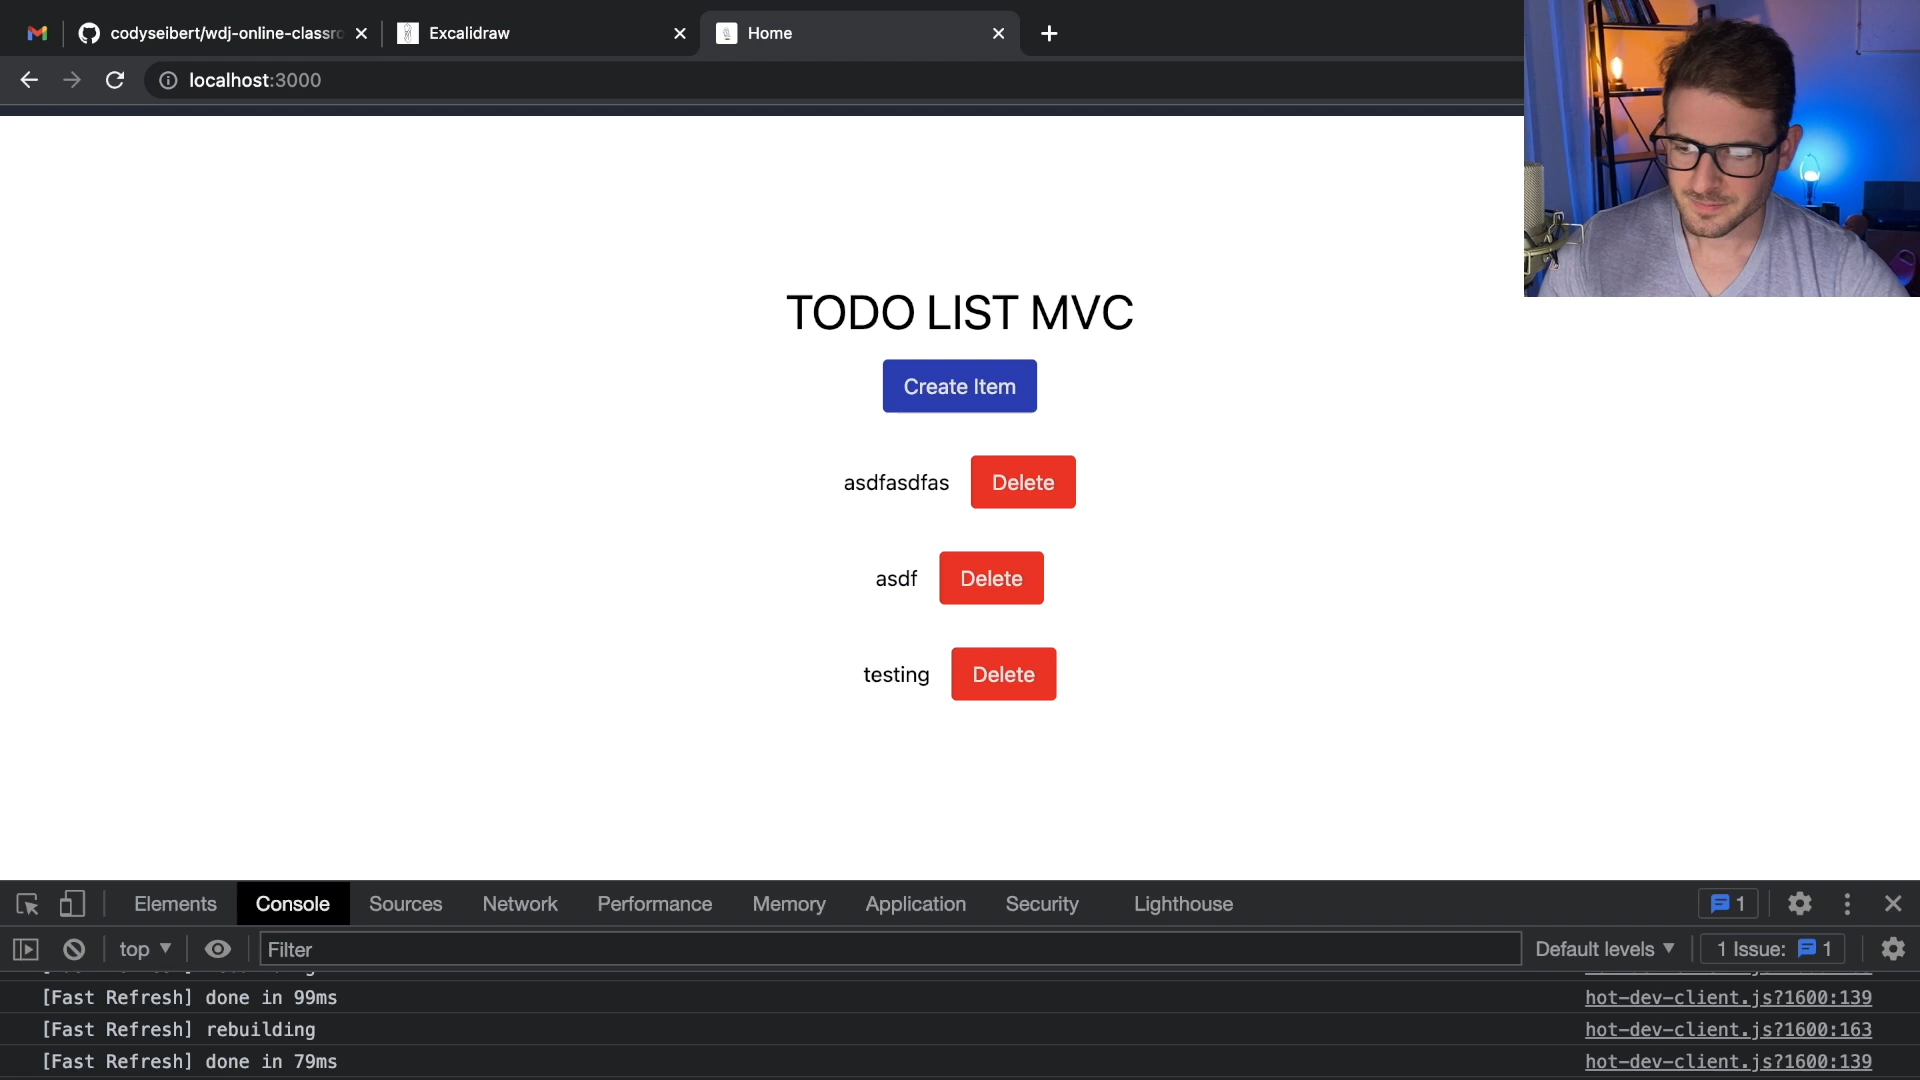 codyseibert/wdj-online-classro
Excalidraw
Home
localhost:3000
TODO LIST MVC
Create Item
asdfasdfas Delete
asdf Delete
testing Delete
Elements Console Sources Network Performance Memory Application Security Lighthouse 1
top Filter Default levels 1 Issue: 1
[Fast Refresh] done in 99ms hot-dev-client.js?1600:139
[Fast Refresh] rebuilding hot-dev-client.js?1600:163
[Fast Refresh] done in 79ms hot-dev-client.js?1600:139